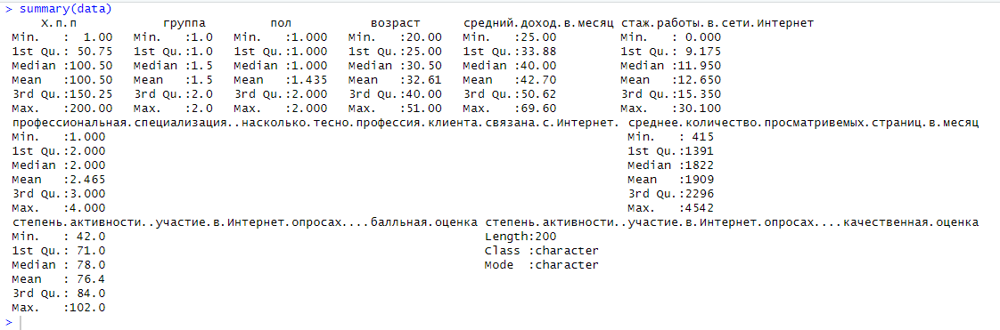 > summary(data)
X.п.п группа пол возраст средний.доход.в.месяц стаж.работы.в.сети.Интернет
Min. : 1.00 Min. :1.0 Min. :1.000 Min. :20.00 Min. :25.00 Min. : 0.000
1st Qu.: 50.75 1st Qu.:1.0 1st Qu.:1.000 1st Qu.:25.00 1st Qu.:33.88 1st Qu.: 9.175
Median :100.50 Median :1.5 Median :1.000 Median :30.50 Median :40.00 Median :11.950
Mean :100.50 Mean :1.5 Mean :1.435 Mean :32.61 Mean :42.70 Mean :12.650
3rd Qu.:150.25 3rd Qu.:2.0 3rd Qu.:2.000 3rd Qu.:40.00 3rd Qu.:50.62 3rd Qu.:15.350
Max. :200.00 Max. :2.0 Max. :2.000 Max. :51.00 Max. :69.60 Max. :30.100
профессиональная.специализация..насколько.тесно.профессия.клиента.связана.с.Интернет. среднее.количество.просматривемых.страниц.в.месяц
Min. :1.000 Min. : 415
1st Qu.:2.000 1st Qu.:1391
Median :2.000 Median :1822
Mean :2.465 Mean :1909
3rd Qu.:3.000 3rd Qu.:2296
Max. :4.000 Max. :4542
степень.активности..участие.в.Интернет.опросах....балльная.оценка степень.активности..участие.в.Интернет.опросах....качественная.оценка
Min. : 42.0 Length:200
1st Qu.: 71.0 Class :character
Median : 78.0 Mode :character
Mean : 76.4
3rd Qu.: 84.0
Max. :102.0
>